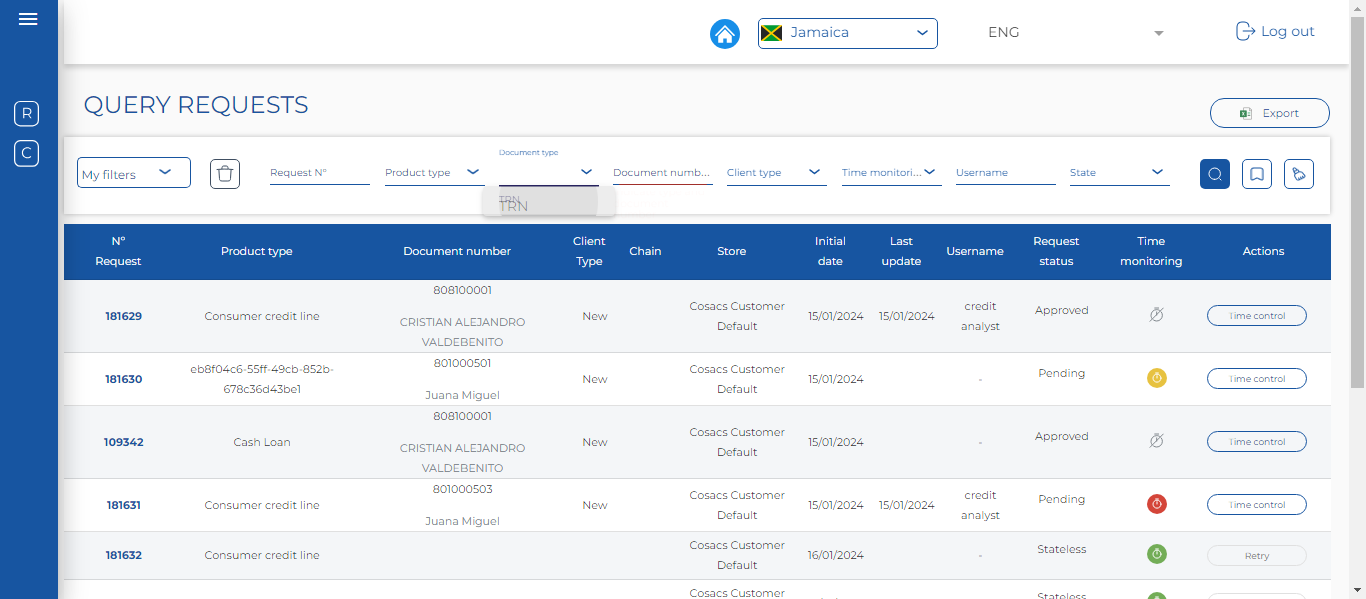 Jamaica
ENG
Log out
R
C
QUERY REQUESTS
Export
My filters
Request N°
Product type
Document type
Document numb...
Client type
Time monitori...
Username
State
TRN
TRN
N° Request
Product type
Document number
Client Type
Chain
Store
Initial date
Last update
Username
Request status
Time monitoring
Actions
181629
Consumer credit line
808100001
CRISTIAN ALEJANDRO
VALDEBENITO
New
Cosacs Customer
Default
15/01/2024
15/01/2024
credit
analyst
Approved
Time control
181630
eb8f04c6-55ff-49cb-852b-
678c36d43be1
801000501
Juana Miguel
New
Cosacs Customer
Default
15/01/2024
-
Pending
Time control
109342
Cash Loan
808100001
CRISTIAN ALEJANDRO
VALDEBENITO
New
Cosacs Customer
Default
15/01/2024
-
Approved
Time control
181631
Consumer credit line
801000503
Juana Miguel
New
Cosacs Customer
Default
15/01/2024
15/01/2024
credit
analyst
Pending
Time control
181632
Consumer credit line
Cosacs Customer
Default
16/01/2024
-
Stateless
Retry
Cosacs Customer
Stateless